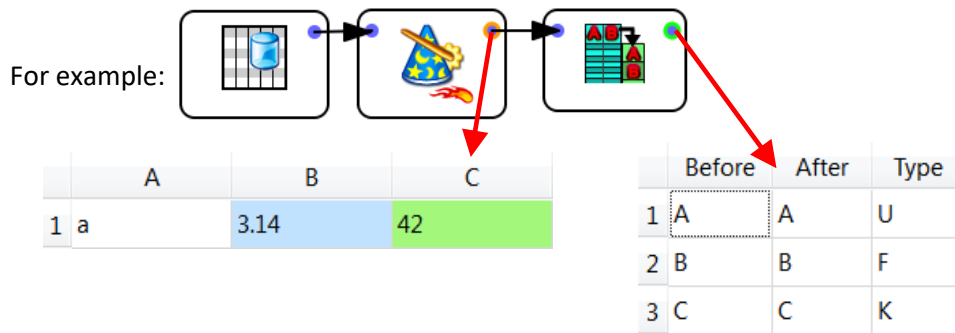 A B
A
B
For example:
A B C
1 a 3.14 42
Before After Type
1 A A U
2 B B F
3 C C K